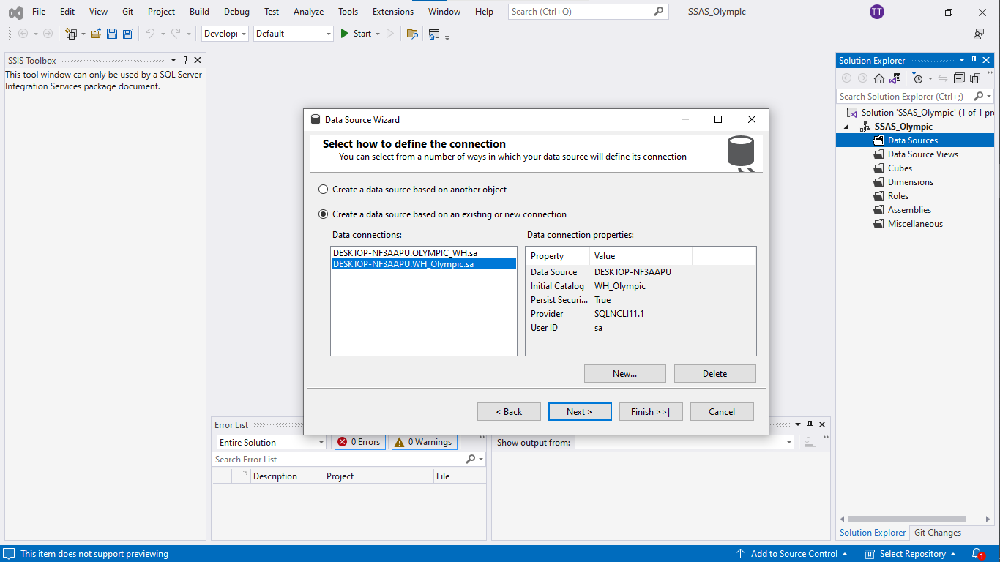 File Edit View Git Project Build Debug Test Analyze Tools Extensions Window Help Search (Ctrl+Q) SSAS_Olympic TT
Develop Default Start
SSIS Toolbox
This tool window can only be used by a SQL Server
Integration Services package document.
Data Source Wizard
Select how to define the connection
You can select from a number of ways in which your data source will define its connection
Create a data source based on another object
Create a data source based on an existing or new connection
Data connections:
DESKTOP-NF3AAPU.OLYMPIC_WH.sa
DESKTOP-NF3AAPU.WH_Olympic.sa
Data connection properties:
Property Value
Data Source DESKTOP-NF3AAPU
Initial Catalog WH_Olympic
Persist Securi... True
Provider SQLNCLI11.1
User ID sa
New... Delete
< Back Next > Finish >>| Cancel
Solution Explorer
Search Solution Explorer (Ctrl+;)
Solution 'SSAS_Olympic' (1 of 1 pr
SSAS_Olympic
Data Sources
Data Source Views
Cubes
Dimensions
Roles
Assemblies
Miscellaneous
Solution Explorer Git Changes
Error List
Entire Solution 0 Errors 0 Warnings
Search Error List
Description Project File
Show output from:
This item does not support previewing
Add to Source Control Select Repository 1